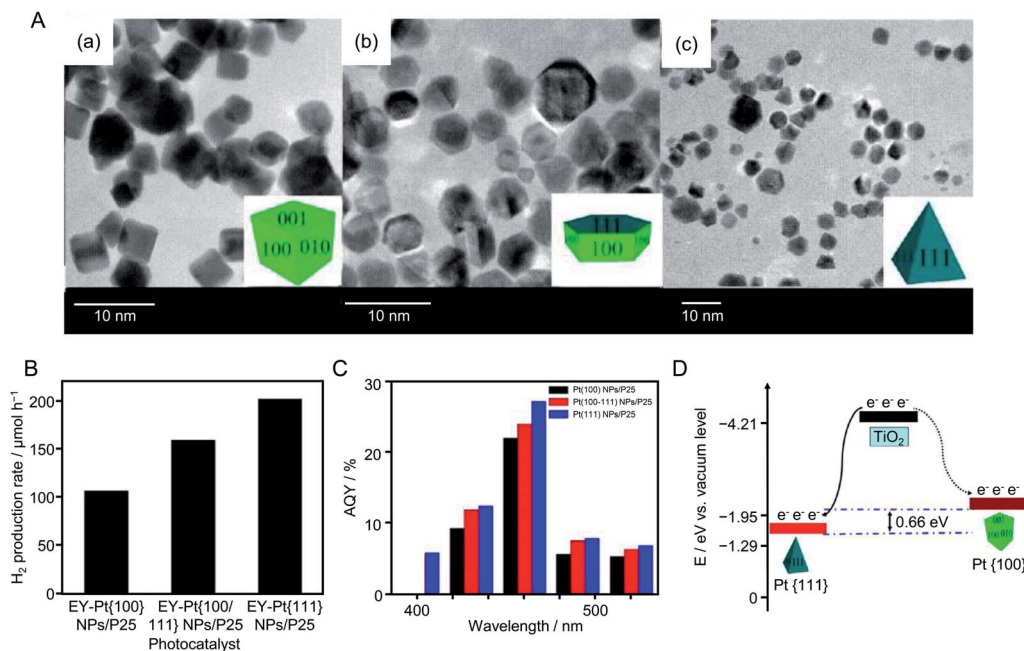 A
(a)
(b)
(c)
001
100 010
111
100
111
10 nm
10 nm
10 nm
B
H₂ production rate / μmol h⁻¹
200
150
100
50
0
EY-Pt{100}
NPs/P25
EY-Pt{100/
111} NPs/P25
EY-Pt{111}
NPs/P25
Photocatalyst
C
AQY / %
30
20
10
0
Pt(100) NPs/P25
Pt(100-111) NPs/P25
Pt(111) NPs/P25
400
500
Wavelength / nm
D
E / eV vs. vacuum level
−4.21
−1.95
−1.29
0
e⁻ e⁻ e⁻
TiO₂
e⁻ e⁻ e⁻
e⁻ e⁻ e⁻
0.66 eV
111
Pt {111}
001
100 010
Pt {100}